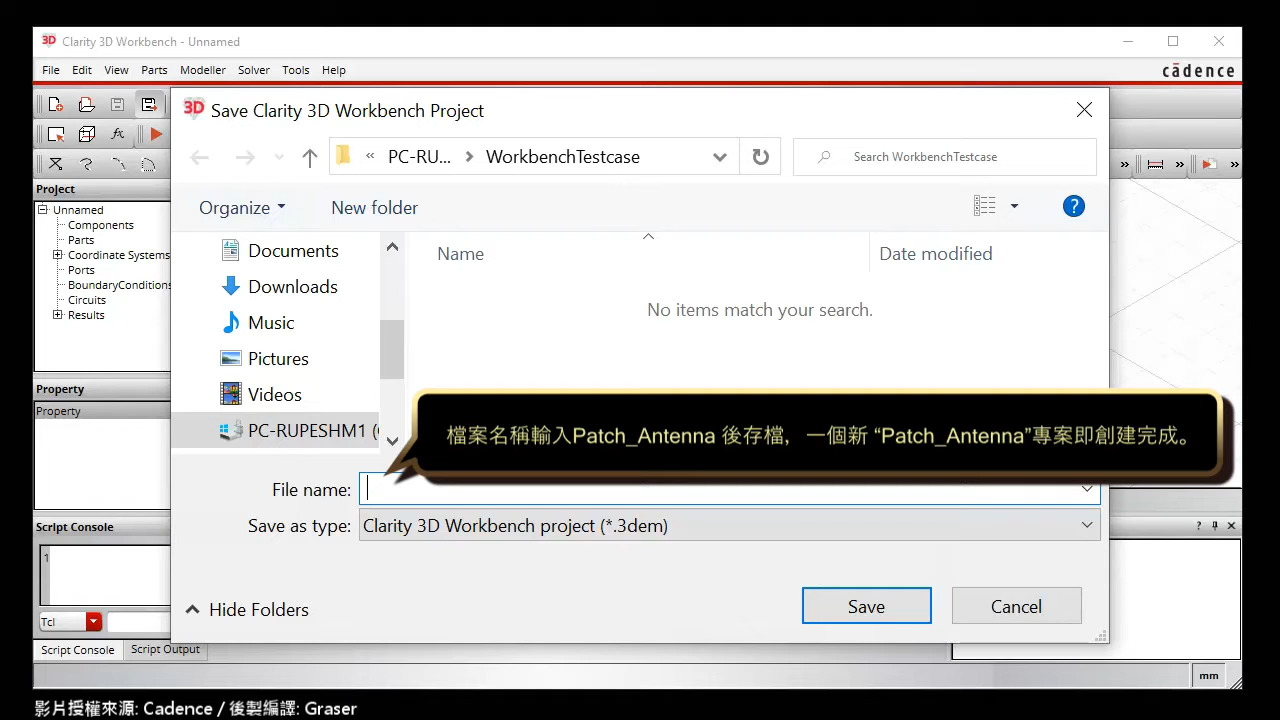 3D Clarity 3D Workbench - Unnamed
File Edit View Parts Modeller Solver Tools Help
cādence
3D Save Clarity 3D Workbench Project
« PC-RU... > WorkbenchTestcase
Search WorkbenchTestcase
Organize
New folder
?
Project
Unnamed
Components
Parts
Coordinate Systems
Ports
BoundaryConditions
Circuits
Results
Documents
Downloads
Music
Pictures
Videos
PC-RUPESHM1 (
Name
Date modified
No items match your search.
檔案名稱輸入Patch_Antenna 後存檔，一個新 “Patch_Antenna”專案即創建完成。
Property
Property
File name:
Save as type: Clarity 3D Workbench project (*.3dem)
Script Console
1
Tcl
Hide Folders
Save
Cancel
Script Console
Script Output
mm
影片授權來源: Cadence / 後製編譯: Graser